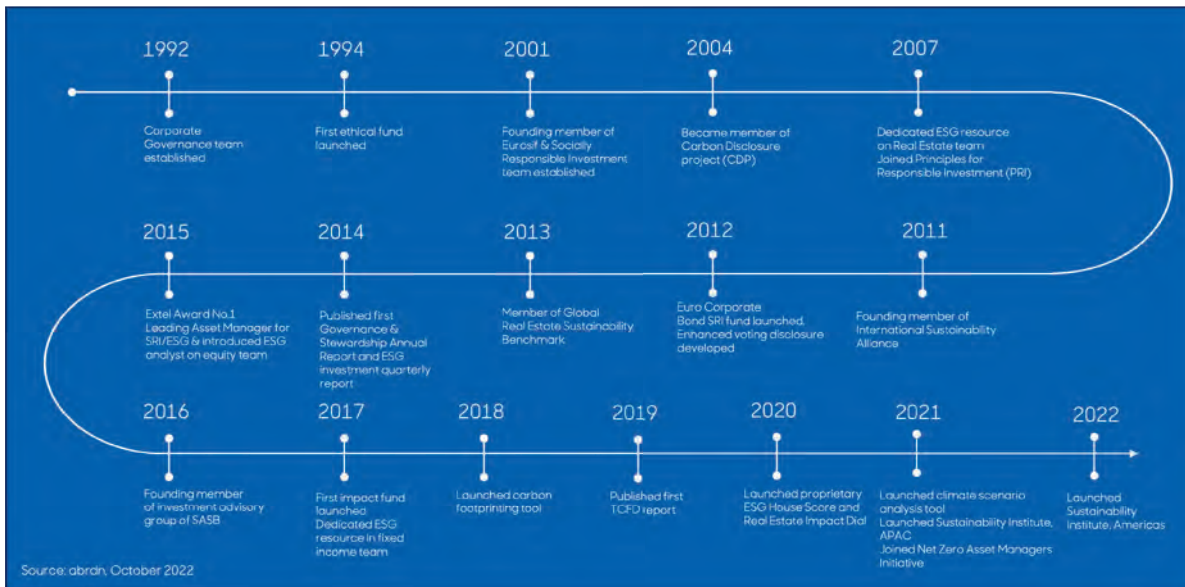 1992
Corporate
Governance team
established
1994
First ethical fund
launched
2001
Founding member of
Eurosif & Socially
Responsible Investment
team established
2004
Became member of
Carbon Disclosure
project (CDP)
2007
Dedicated ESG resource
on Real Estate team
Joined Principles for
Responsible Investment (PRI)
2015
Extel Award No.1
Leading Asset Manager for
SRI/ESG & introduced ESG
analyst on equity team
2014
Published first
Governance &
Stewardship Annual
Report and ESG
investment quarterly
report
2013
Member of Global
Real Estate Sustainability
Benchmark
2012
Euro Corporate
Bond SRI fund launched.
Enhanced voting disclosure
developed
2011
Founding member of
International Sustainability
Alliance
2016
Founding member
of investment advisory
group of SASB
2017
First impact fund
launched
Dedicated ESG
resource in fixed
income team
2018
Launched carbon
footprinting tool
2019
Published first
TCFD report
2020
Launched proprietary
ESG House Score and
Real Estate Impact Dial
2021
Launched climate scenario
analysis tool
Launched Sustainability Institute,
APAC
Joined Net Zero Asset Managers
Initiative
2022
Launched
Sustainability
Institute, Americas
Source: abrdn, October 2022